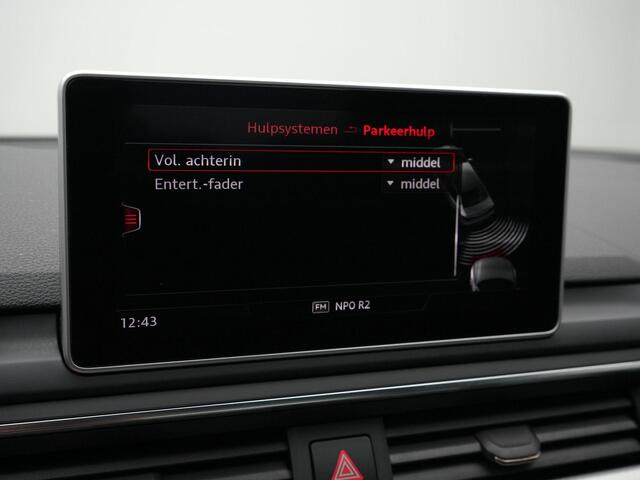 Hulpsystemen Parkeerhulp
Vol. achterin middel
Entert.-fader middel
FM NPO R2
12:43